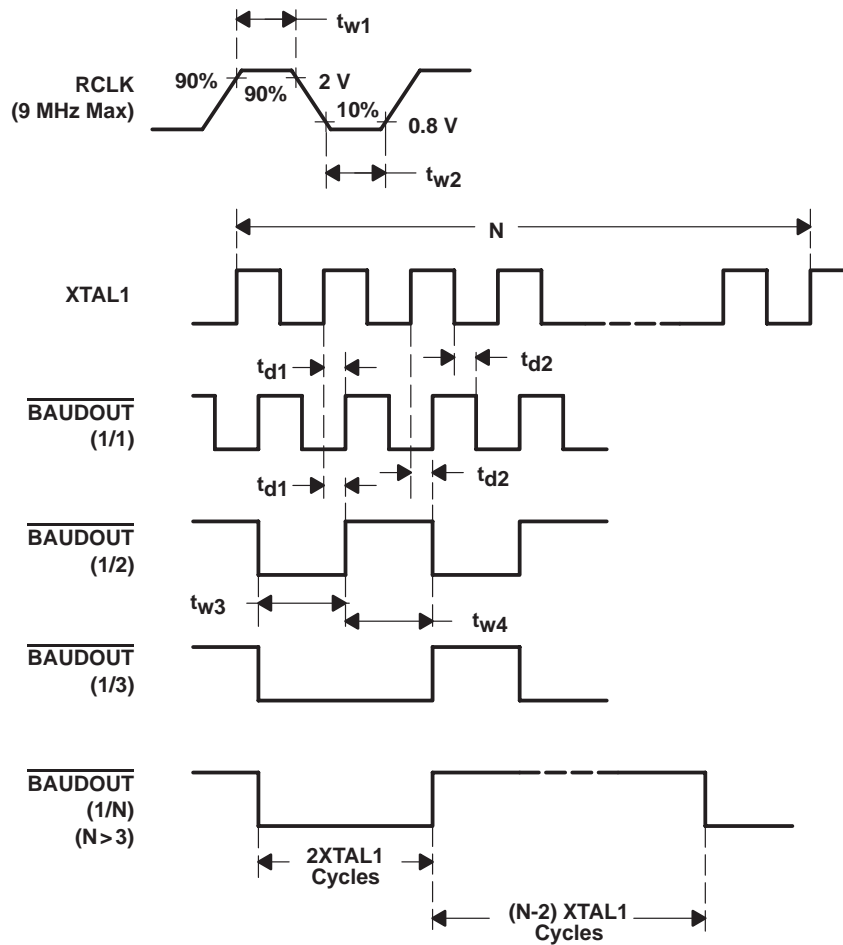 tw1
RCLK
(9 MHz Max)
90%
90%
2 V
10%
0.8 V
tw2
N
XTAL1
td1
td2
BAUDOUT
(1/1)
td1
td2
BAUDOUT
(1/2)
tw3
tw4
BAUDOUT
(1/3)
BAUDOUT
(1/N)
(N>3)
2XTAL1
Cycles
(N-2) XTAL1
Cycles